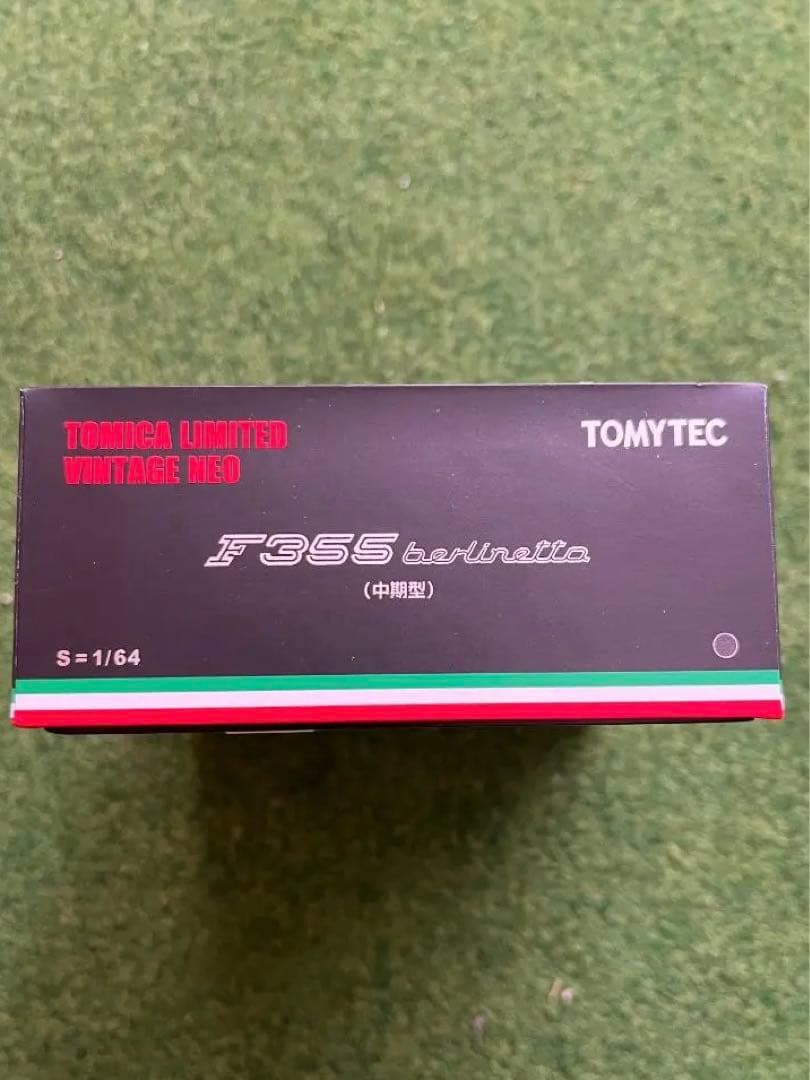 TOMICA LIMITED
VINTAGE NEO
TOMYTEC
F355 berlinetta
(中期型)
S=1/64